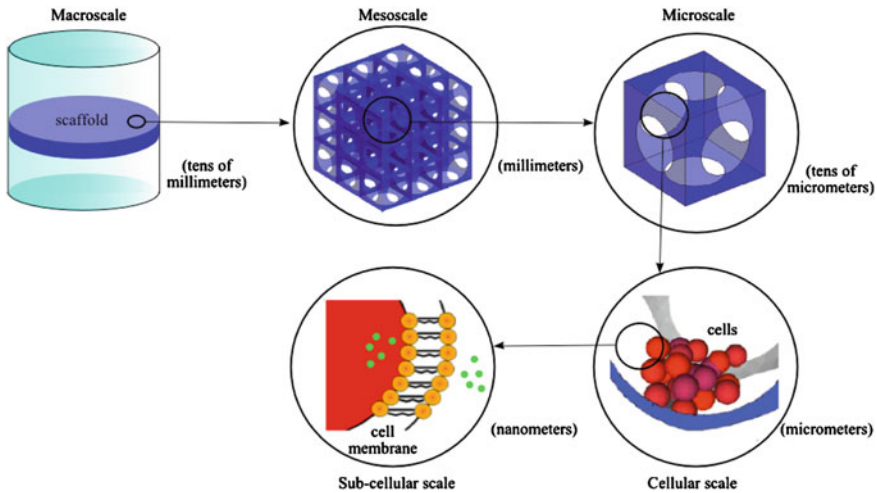 Macroscale
Mesoscale
Microscale
scaffold
(tens of
millimeters)
(millimeters)
(tens of
micrometers)
cells
cell
membrane
(nanometers)
(micrometers)
Sub-cellular scale
Cellular scale